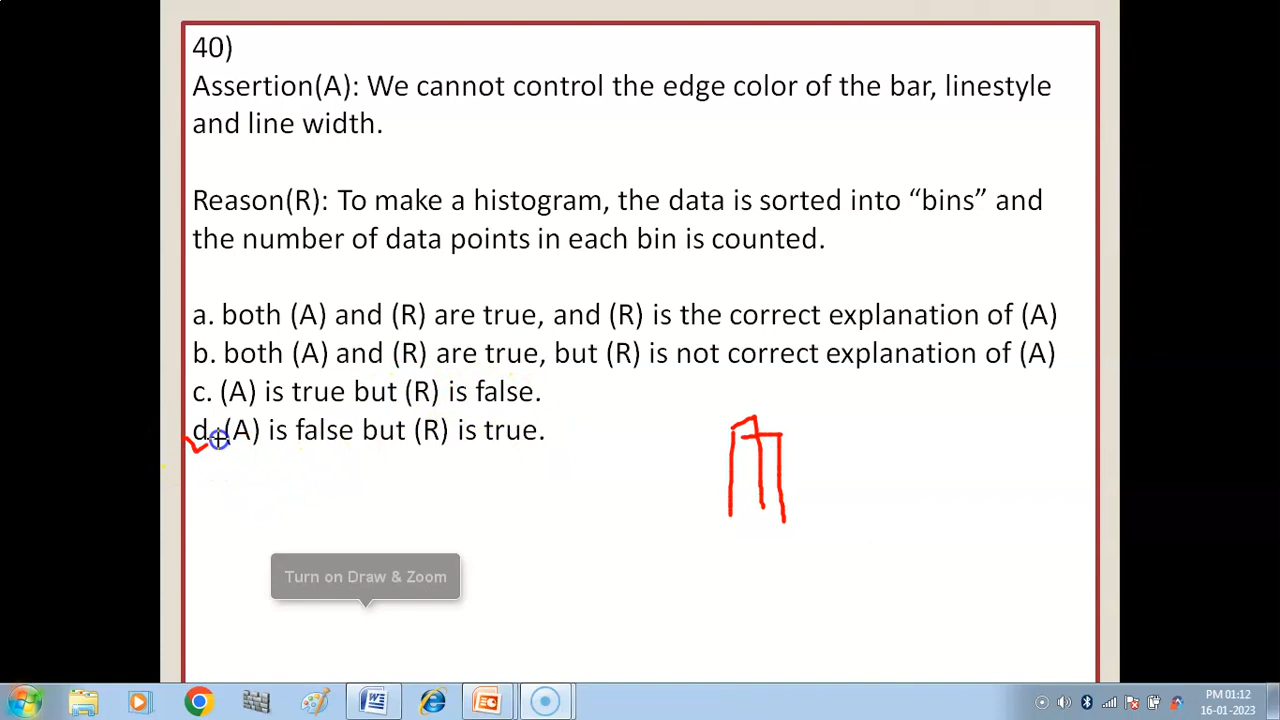 40)
Assertion(A): We cannot control the edge color of the bar, linestyle
and line width.
Reason(R): To make a histogram, the data is sorted into “bins” and
the number of data points in each bin is counted.
a. both (A) and (R) are true, and (R) is the correct explanation of (A)
b. both (A) and (R) are true, but (R) is not correct explanation of (A)
c. (A) is true but (R) is false.
d. (A) is false but (R) is true.
Turn on Draw & Zoom
PM 01:12
16-01-2023